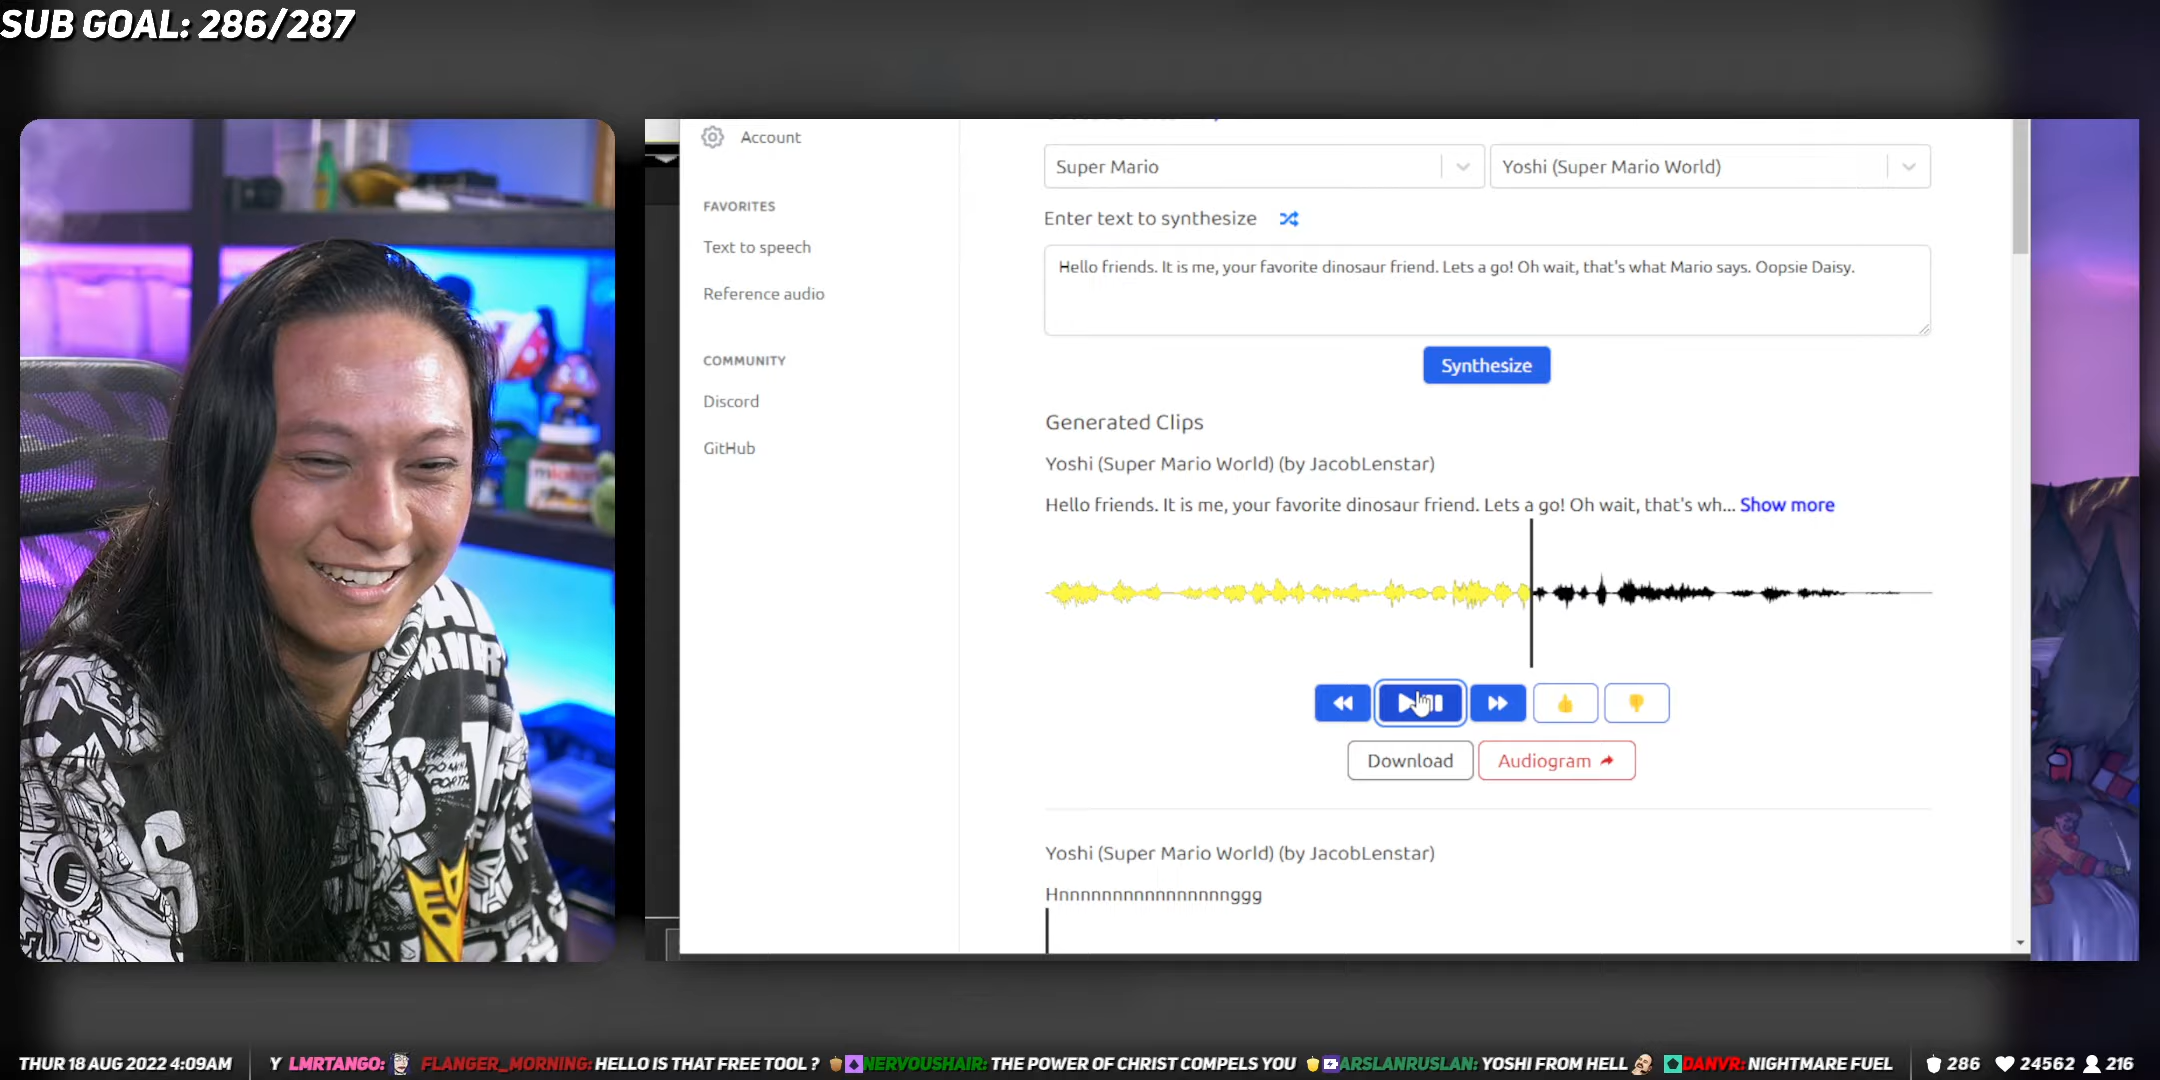 SUB GOAL: 286/287
Account
Super Mario
Yoshi (Super Mario World)
FAVORITES
Enter text to synthesize
Text to speech
Hello friends. It is me, your favorite dinosaur friend. Lets a go! Oh wait, that's what Mario says. Oopsie Daisy.
Reference audio
COMMUNITY
Synthesize
Discord
Generated Clips
GitHub
Yoshi (Super Mario World) (by JacobLenstar)
Hello friends. It is me, your favorite dinosaur friend. Lets a go! Oh wait, that's wh... Show more
Download
Audiogram
Yoshi (Super Mario World) (by JacobLenstar)
Hnnnnnnnnnnnnnnnnggg
THUR 18 AUG 2022 4:09AM Y LMRTANGO: FLANGER_MORNING: HELLO IS THAT FREE TOOL ? NERVOUSHAIR: THE POWER OF CHRIST COMPELS YOU ARSLANRUSLAN: YOSHI FROM HELL DANVR: NIGHTMARE FUEL 286 24562 216